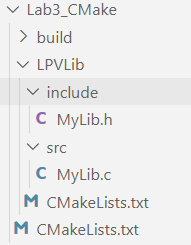 Lab3_CMake
build
LPVLib
include
C MyLib.h
src
C MyLib.c
M CMakeLists.txt
M CMakeLists.txt